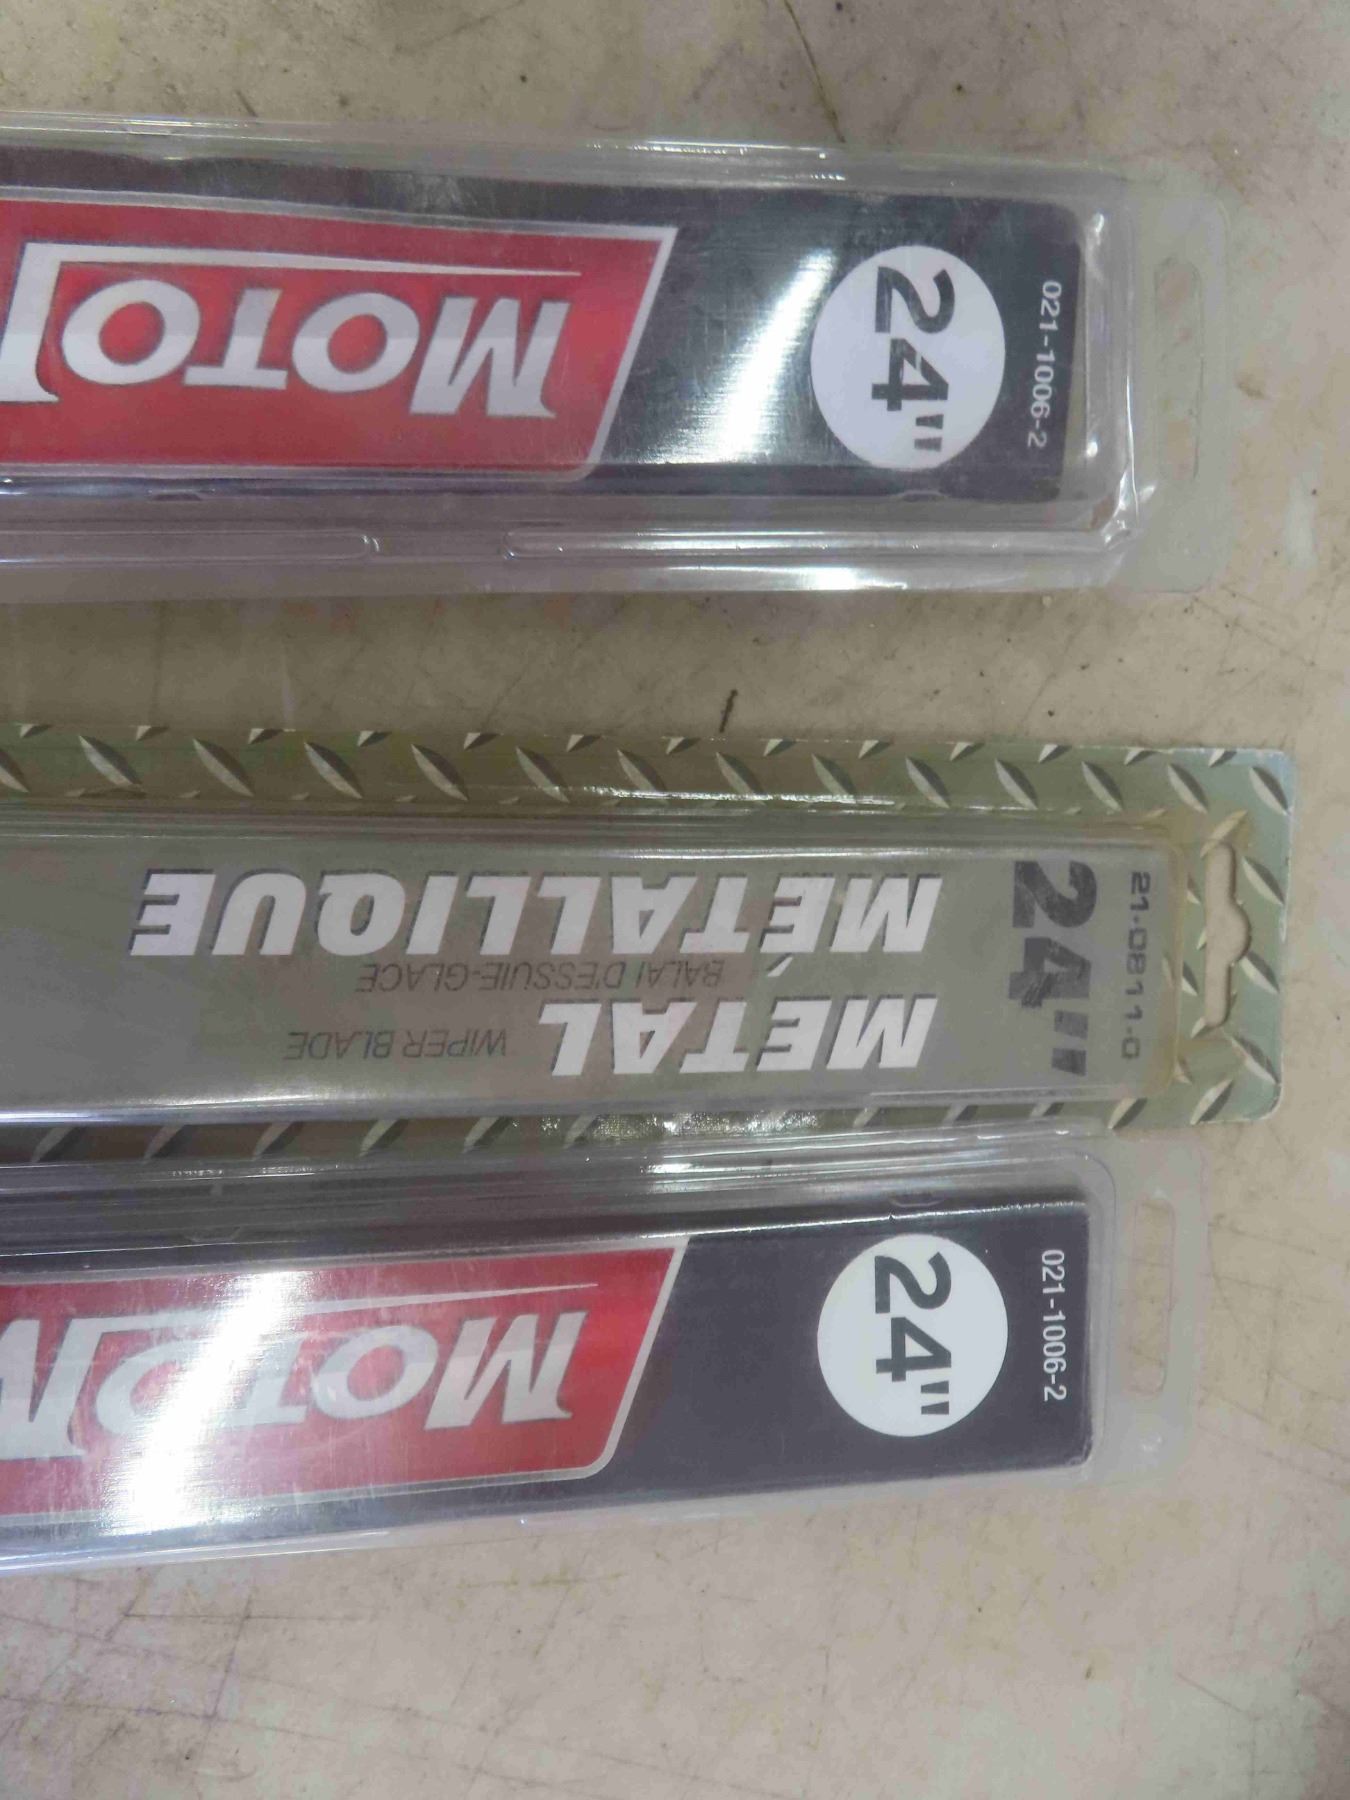 021-1006-2
24"
MOTO
21-0811-0
24"
MÉTALLIQUE
BALAI D'ESSUIE-GLACE
METAL WIPER BLADE
021-1006-2
24"
MOTOM